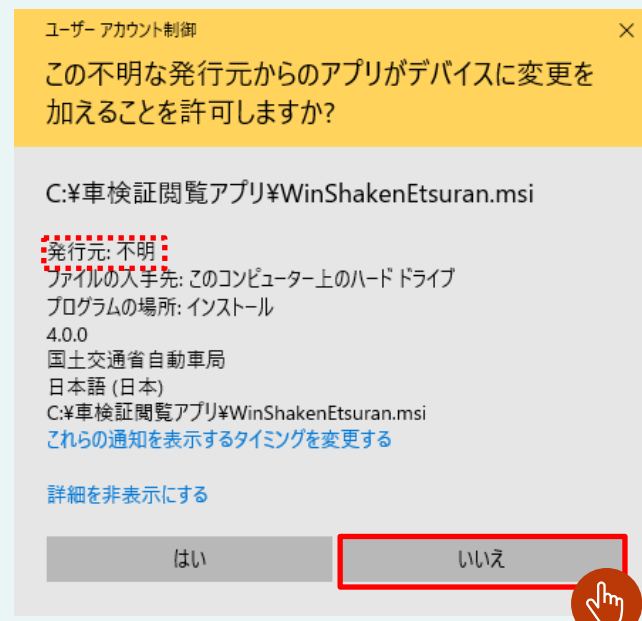 ユーザー アカウント制御
この不明な発行元からのアプリがデバイスに変更を
加えることを許可しますか?
C:¥車検証閲覧アプリ¥WinShakenEtsuran.msi
発行元: 不明
ファイルの入手先: このコンピューター上のハード ドライブ
プログラムの場所: インストール
4.0.0
国土交通省自動車局
日本語 (日本)
C:¥車検証閲覧アプリ¥WinShakenEtsuran.msi
これらの通知を表示するタイミングを変更する
詳細を非表示にする
はい
いいえ